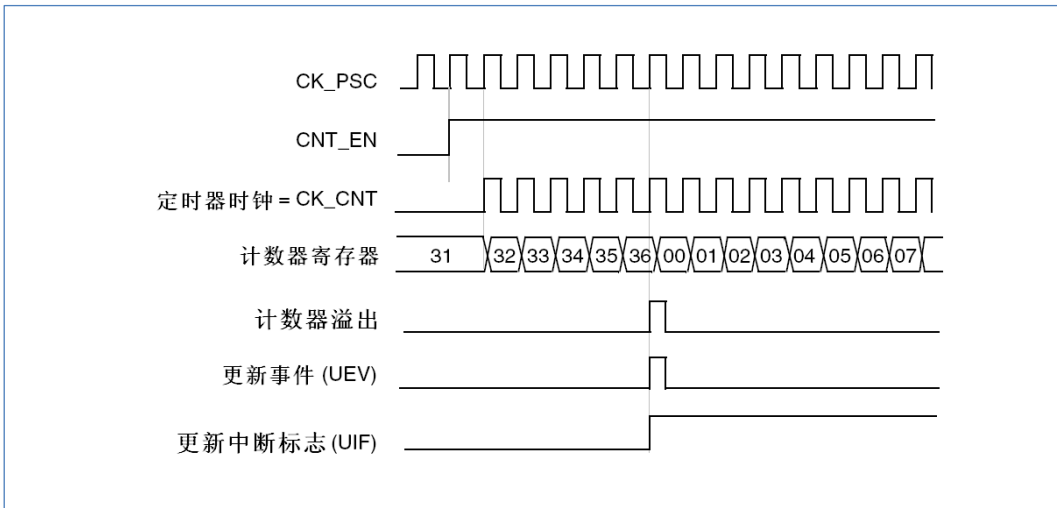 CK_PSC
CNT_EN
定时器时钟 = CK_CNT
计数器寄存器 31 32 33 34 35 36 00 01 02 03 04 05 06 07
计数器溢出
更新事件 (UEV)
更新中断标志 (UIF)